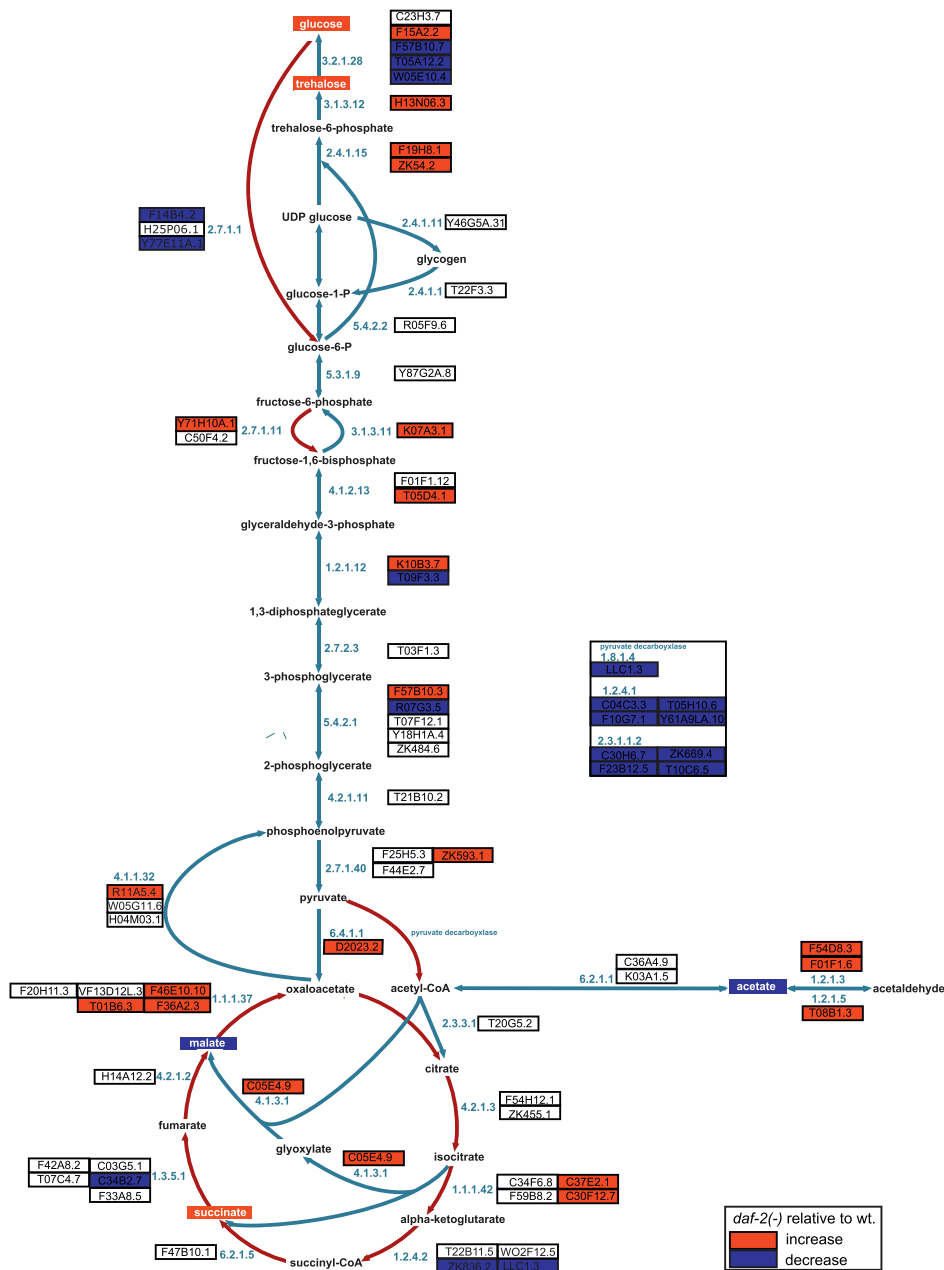 glucose
C23H3.7
F15A2.2
F57B10.7
T05A12.2
W05E10.4
3.2.1.28
trehalose
3.1.3.12
H13N06.3
trehalose-6-phosphate
2.4.1.15
F19H8.1
ZK54.2
F14B4.2
H25P06.1
Y77E11A.1
2.7.1.1
UDP glucose
2.4.1.11
Y46G5A.31
glycogen
glucose-1-P
2.4.1.1
T22F3.3
5.4.2.2
R05F9.6
glucose-6-P
5.3.1.9
Y87G2A.8
fructose-6-phosphate
Y71H10A.1
C50F4.2
2.7.1.11
3.1.3.11
K07A3.1
fructose-1,6-bisphosphate
4.1.2.13
F01F1.12
T05D4.1
glyceraldehyde-3-phosphate
1.2.1.12
K10B3.7
T09F3.3
1,3-diphosphateglycerate
2.7.2.3
T03F1.3
3-phosphoglycerate
5.4.2.1
F57B10.3
R07G3.5
T07F12.1
Y18H1A.4
ZK484.6
pyruvate decarboyxlase
1.8.1.4
LLC1.3
1.2.4.1
C04C3.3 T05H10.6
F10G7.1 Y61A9LA.10
2.3.1.1.2
C30H6.7 ZK669.4
F23B12.5 T10C6.5
2-phosphoglycerate
4.2.1.11
T21B10.2
phosphoenolpyruvate
2.7.1.40
F25H5.3 ZK593.1
F44E2.7
4.1.1.32
R11A5.4
W05G11.6
H04M03.1
pyruvate
6.4.1.1
D2023.2
pyruvate decarboyxlase
F20H11.3 VF13D12L.3 F46E10.10
T01B6.3 F36A2.3
1.1.1.37
oxaloacetate
acetyl-CoA
6.2.1.1
C36A4.9
K03A1.5
acetate
F54D8.3
F01F1.6
1.2.1.3
acetaldehyde
1.2.1.5
T08B1.3
malate
2.3.3.1
T20G5.2
citrate
H14A12.2
4.2.1.2
C05E4.9
4.1.3.1
4.2.1.3
F54H12.1
ZK455.1
fumarate
glyoxylate
C05E4.9
4.1.3.1
isocitrate
F42A8.2 C03G5.1
T07C4.7 C34B2.7
F33A8.5
1.3.5.1
1.1.1.42
C34F6.8 C37E2.1
F59B8.2 C30F12.7
succinate
alpha-ketoglutarate
F47B10.1
6.2.1.5
succinyl-CoA
1.2.4.2
T22B11.5 WO2F12.5
ZK836.2 LLC1.3
daf-2(-) relative to wt.
increase
decrease